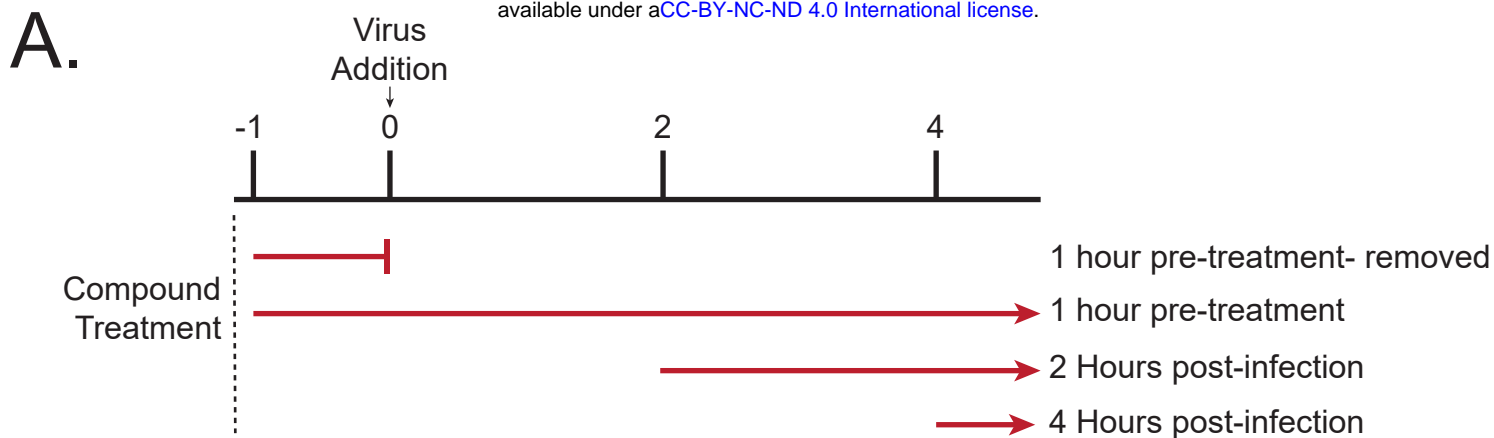 available under aCC-BY-NC-ND 4.0 International license.
A.
Virus
Addition
-1 0 2 4
Compound
Treatment
1 hour pre-treatment- removed
1 hour pre-treatment
2 Hours post-infection
4 Hours post-infection